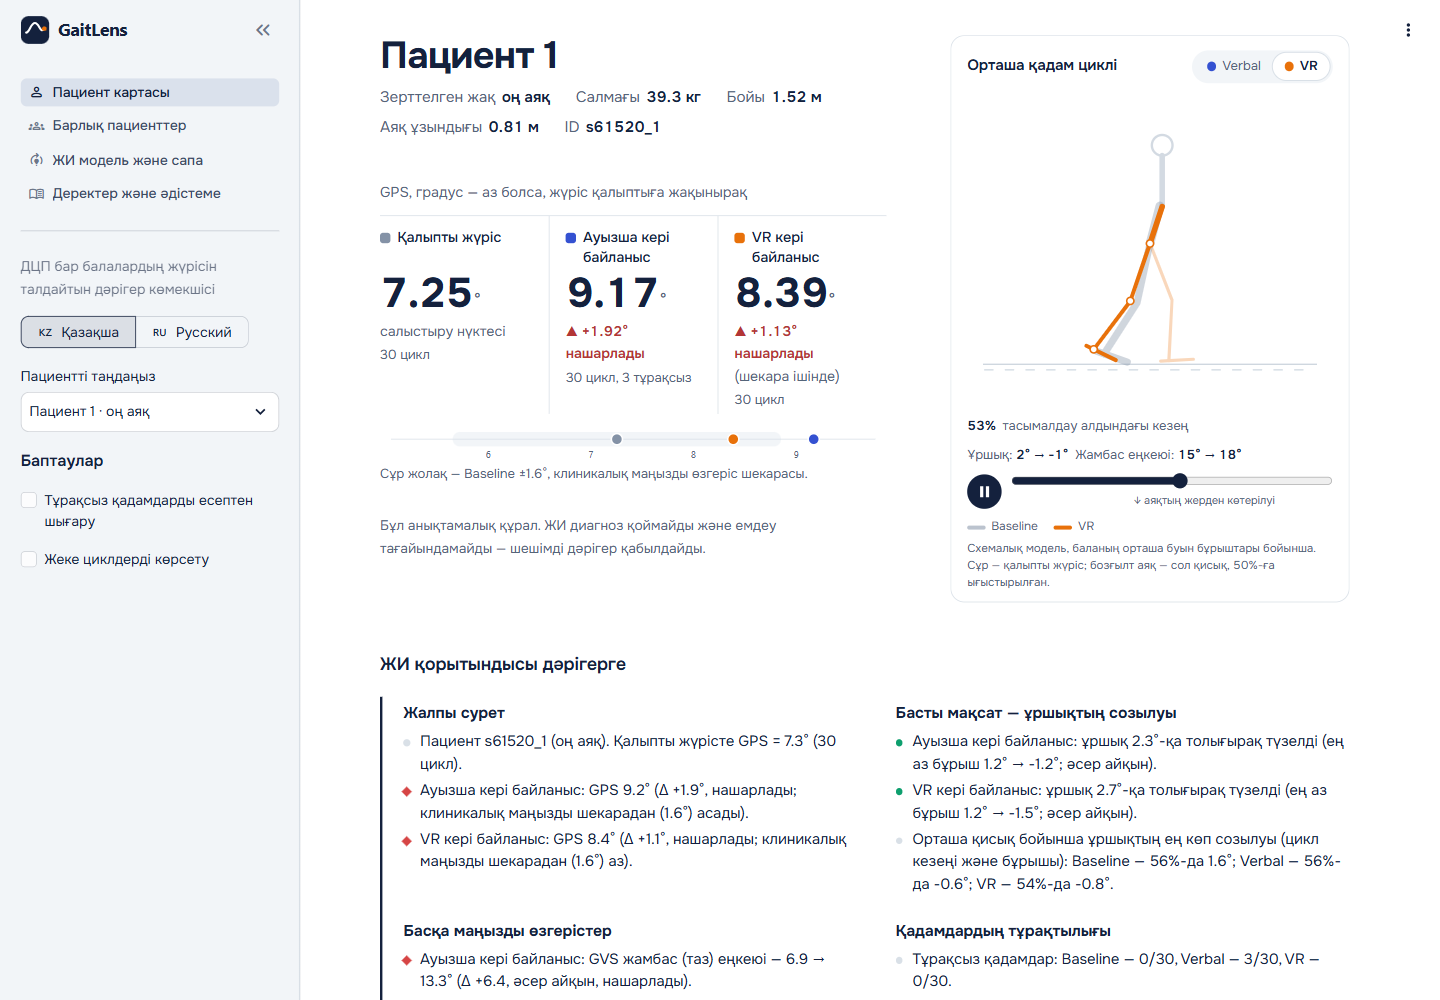 GaitLens
Пациент картасы
Барлық пациенттер
ЖИ модель және сапа
Деректер және әдістеме
ДЦП бар балалардың жүрісін
талдайтын дәрігер көмекшісі
KZ Қазақша
RU Русский
Пациентті таңдаңыз
Пациент 1 · оң аяқ
Баптаулар
Тұрақсыз қадамдарды есептен
шығару
Жеке циклдерді көрсету
Пациент 1
Зерттелген жақ оң аяқ Салмағы 39.3 кг Бойы 1.52 м
Аяқ ұзындығы 0.81 м ID s61520_1
GPS, градус — аз болса, жүріс қалыптыға жақынырақ
Қалыпты жүріс
7.25°
салыстыру нүктесі
30 цикл
Ауызша кері
байланыс
9.17°
▲ +1.92°
нашарлады
30 цикл, 3 тұрақсыз
VR кері
байланыс
8.39°
▲ +1.13°
нашарлады
(шекара ішінде)
30 цикл
6 7 8 9
Сұр жолақ — Baseline ±1.6°, клиникалық маңызды өзгеріс шекарасы.
Бұл анықтамалық құрал. ЖИ диагноз қоймайды және емдеу
тағайындамайды — шешімді дәрігер қабылдайды.
Орташа қадам циклі
Verbal VR
53% тасымалдау алдындағы кезең
Ұршық: 2° → -1° Жамбас еңкеюі: 15° → 18°
↓ аяқтың жерден көтерілуі
Baseline VR
Схемалық модель, баланың орташа буын бұрыштары бойынша.
Сұр — қалыпты жүріс; бозғылт аяқ — сол қисық, 50%-ға
ығыстырылған.
ЖИ қорытындысы дәрігерге
Жалпы сурет
Пациент s61520_1 (оң аяқ). Қалыпты жүрісте GPS = 7.3° (30
цикл).
Ауызша кері байланыс: GPS 9.2° (Δ +1.9°, нашарлады;
клиникалық маңызды шекарадан (1.6°) асады).
VR кері байланыс: GPS 8.4° (Δ +1.1°, нашарлады; клиникалық
маңызды шекарадан (1.6°) аз).
Басты мақсат — ұршықтың созылуы
Ауызша кері байланыс: ұршық 2.3°-қа толығырақ түзелді (ең
аз бұрыш 1.2° → -1.2°; әсер айқын).
VR кері байланыс: ұршық 2.7°-қа толығырақ түзелді (ең аз
бұрыш 1.2° → -1.5°; әсер айқын).
Орташа қисық бойынша ұршықтың ең көп созылуы (цикл
кезеңі және бұрышы): Baseline — 56%-да 1.6°; Verbal — 56%-
да -0.6°; VR — 54%-да -0.8°.
Басқа маңызды өзгерістер
Ауызша кері байланыс: GVS жамбас (таз) еңкеюі — 6.9 →
13.3° (Δ +6.4, әсер айқын, нашарлады).
Қадамдардың тұрақтылығы
Тұрақсыз қадамдар: Baseline — 0/30, Verbal — 3/30, VR —
0/30.